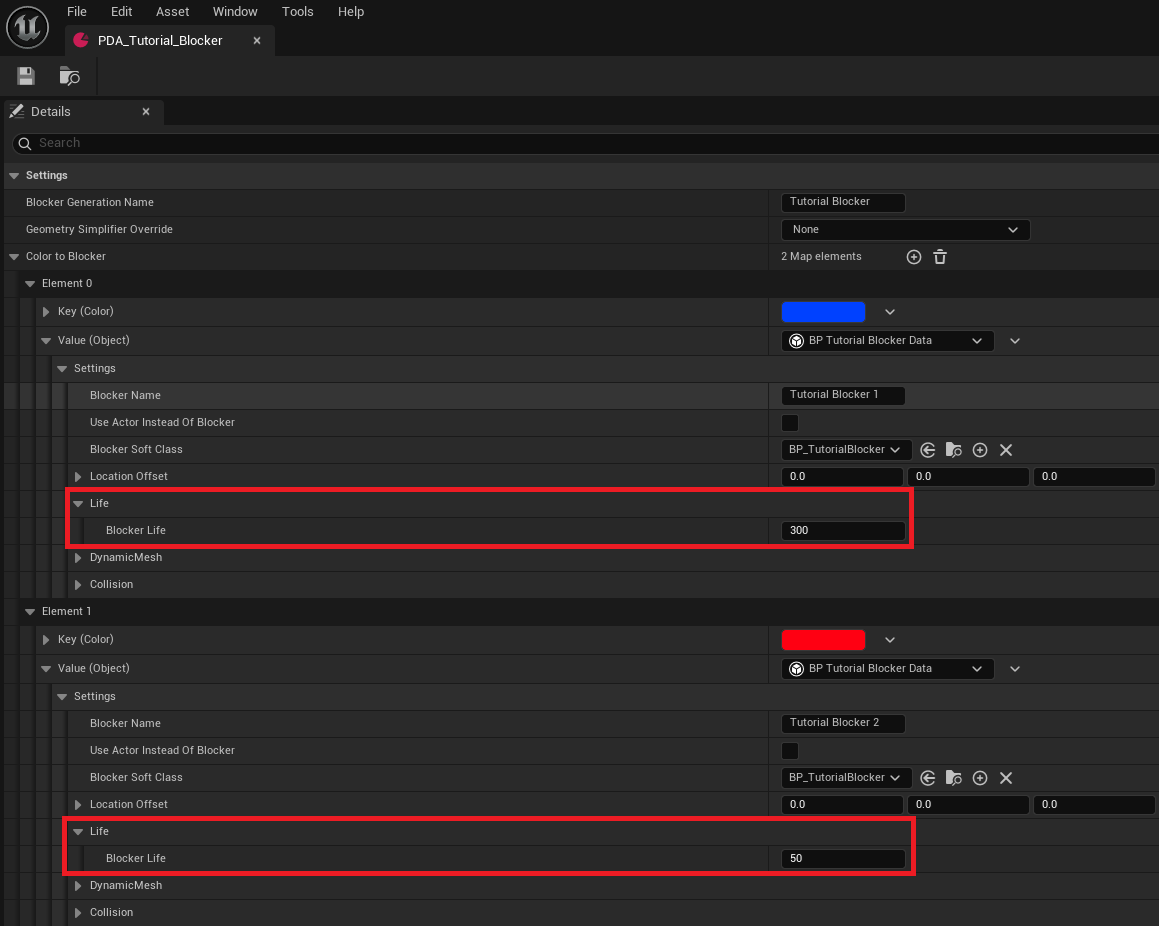 File Edit Asset Window Tools Help
PDA_Tutorial_Blocker
Details
Search
Settings
Blocker Generation Name Tutorial Blocker
Geometry Simplifier Override None
Color to Blocker 2 Map elements
Element 0
Key (Color)
Value (Object) BP Tutorial Blocker Data
Settings
Blocker Name Tutorial Blocker 1
Use Actor Instead Of Blocker
Blocker Soft Class BP_TutorialBlocker
Location Offset 0.0 0.0 0.0
Life
Blocker Life 300
DynamicMesh
Collision
Element 1
Key (Color)
Value (Object) BP Tutorial Blocker Data
Settings
Blocker Name Tutorial Blocker 2
Use Actor Instead Of Blocker
Blocker Soft Class BP_TutorialBlocker
Location Offset 0.0 0.0 0.0
Life
Blocker Life 50
DynamicMesh
Collision